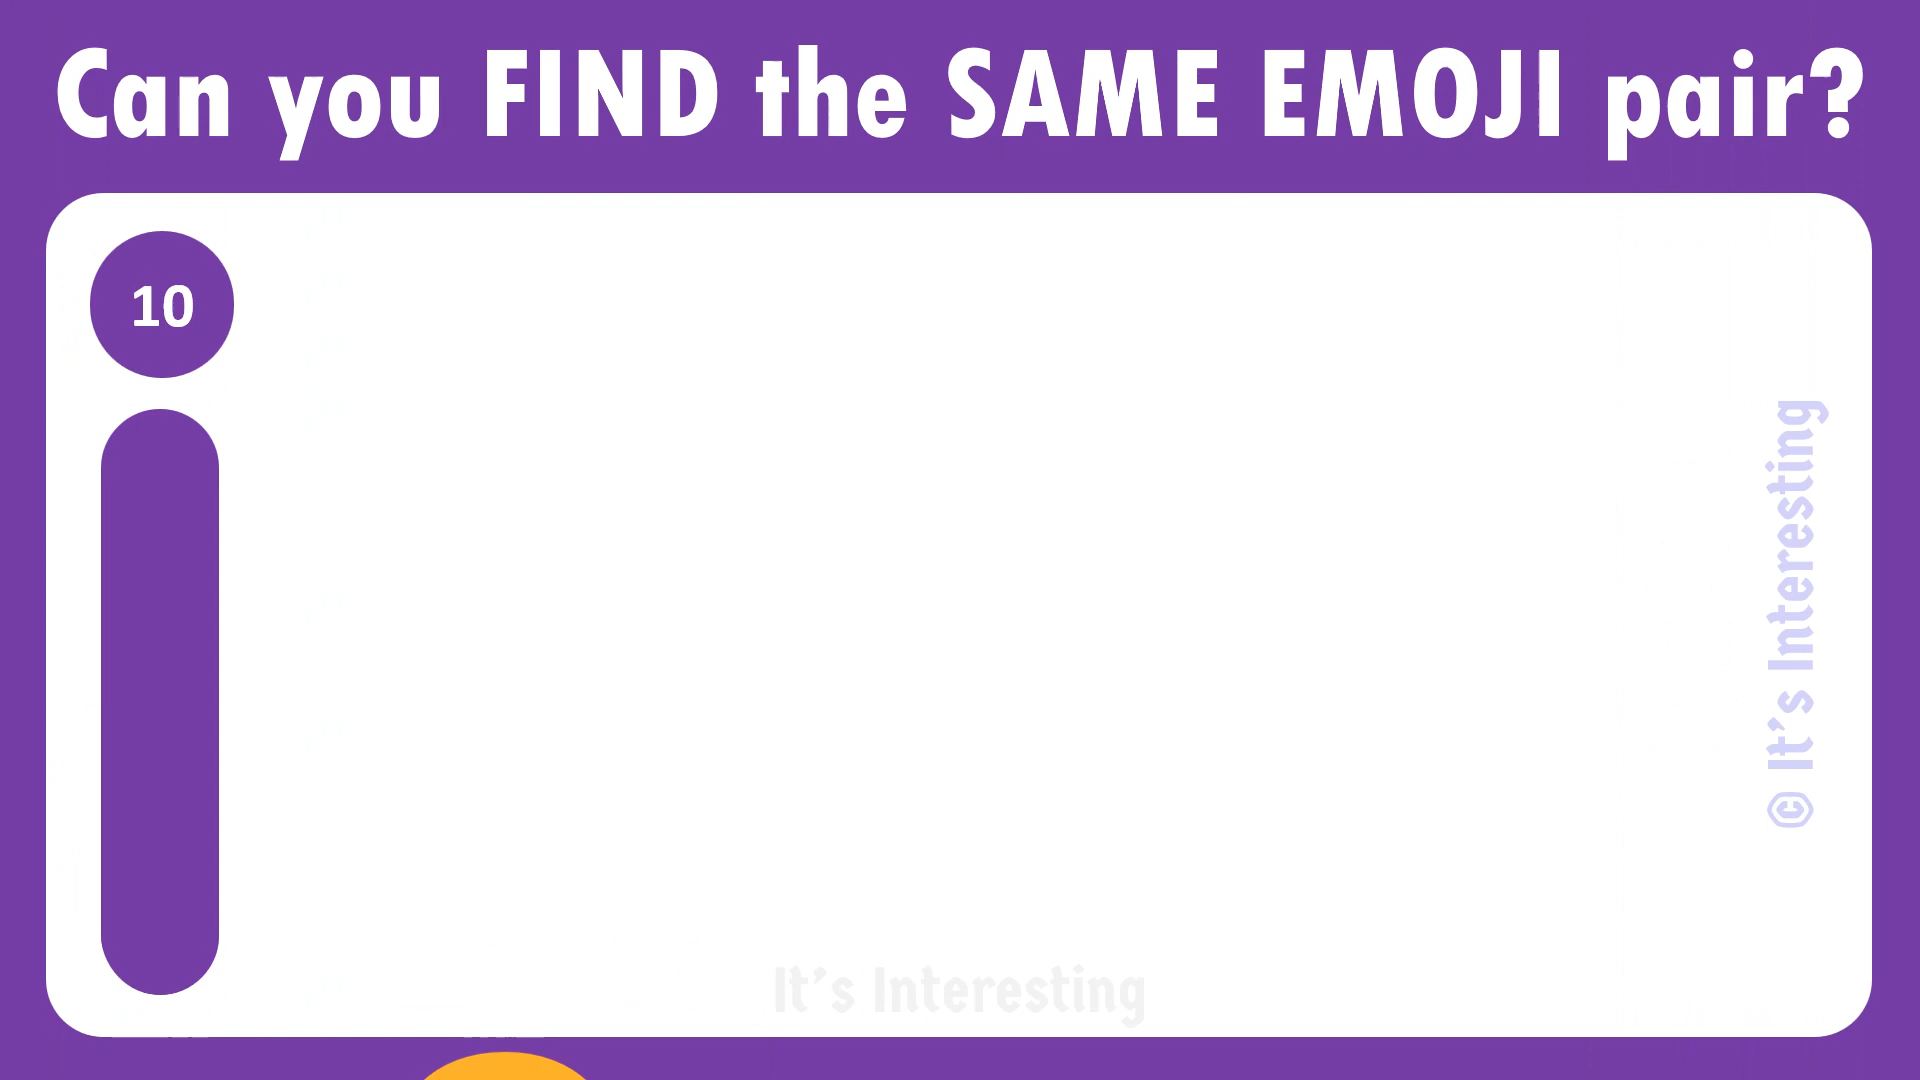 Can you FIND the SAME EMOJI pair?
10
© It's Interesting
It's Interesting